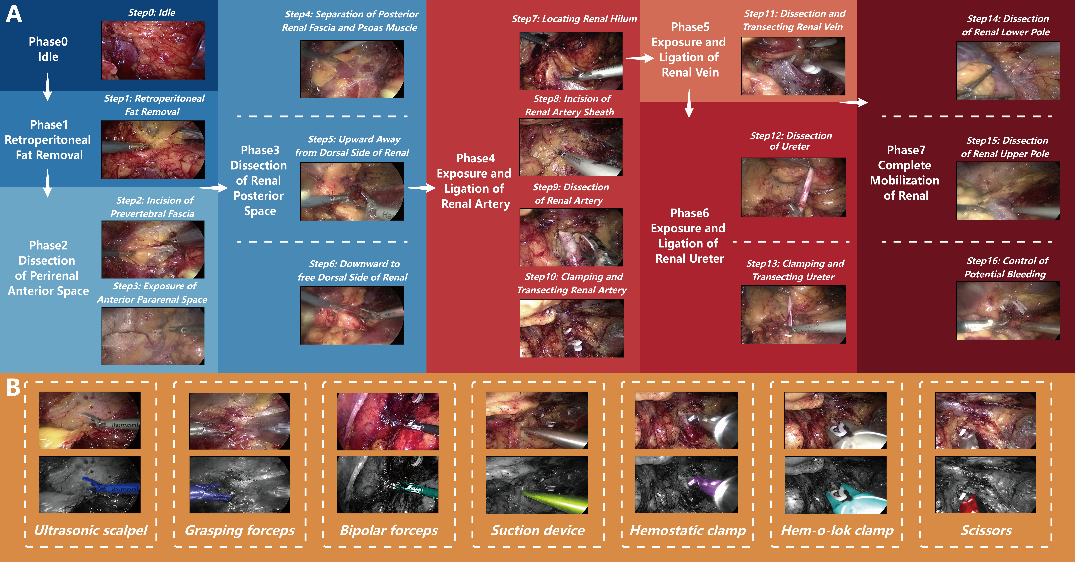 A
Phase0
Idle
Step0: Idle
Phase1
Retroperitoneal
Fat Removal
Step1: Retroperitoneal
Fat Removal
Phase2
Dissection
of Perirenal
Anterior Space
Step2: Incision of
Prevertebral Fascia
Step3: Exposure of
Anterior Pararenal Space
Phase3
Dissection
of Renal
Posterior
Space
Step4: Separation of Posterior
Renal Fascia and Psoas Muscle
Step5: Upward Away
from Dorsal Side of Renal
Step6: Downward to
free Dorsal Side of Renal
Phase4
Exposure and
Ligation of
Renal Artery
Step7: Locating Renal Hilum
Step8: Incision of
Renal Artery Sheath
Step9: Dissection
of Renal Artery
Step10: Clamping and
Transecting Renal Artery
Phase5
Exposure and
Ligation of
Renal Vein
Step11: Dissection and
Transecting Renal Vein
Phase6
Exposure and
Ligation of
Renal Ureter
Step12: Dissection
of Ureter
Step13: Clamping and
Transecting Ureter
Phase7
Complete
Mobilization
of Renal
Step14: Dissection
of Renal Lower Pole
Step15: Dissection
of Renal Upper Pole
Step16: Control of
Potential Bleeding
B
Ultrasonic scalpel
Grasping forceps
Bipolar forceps
Suction device
Hemostatic clamp
Hem-o-lok clamp
Scissors